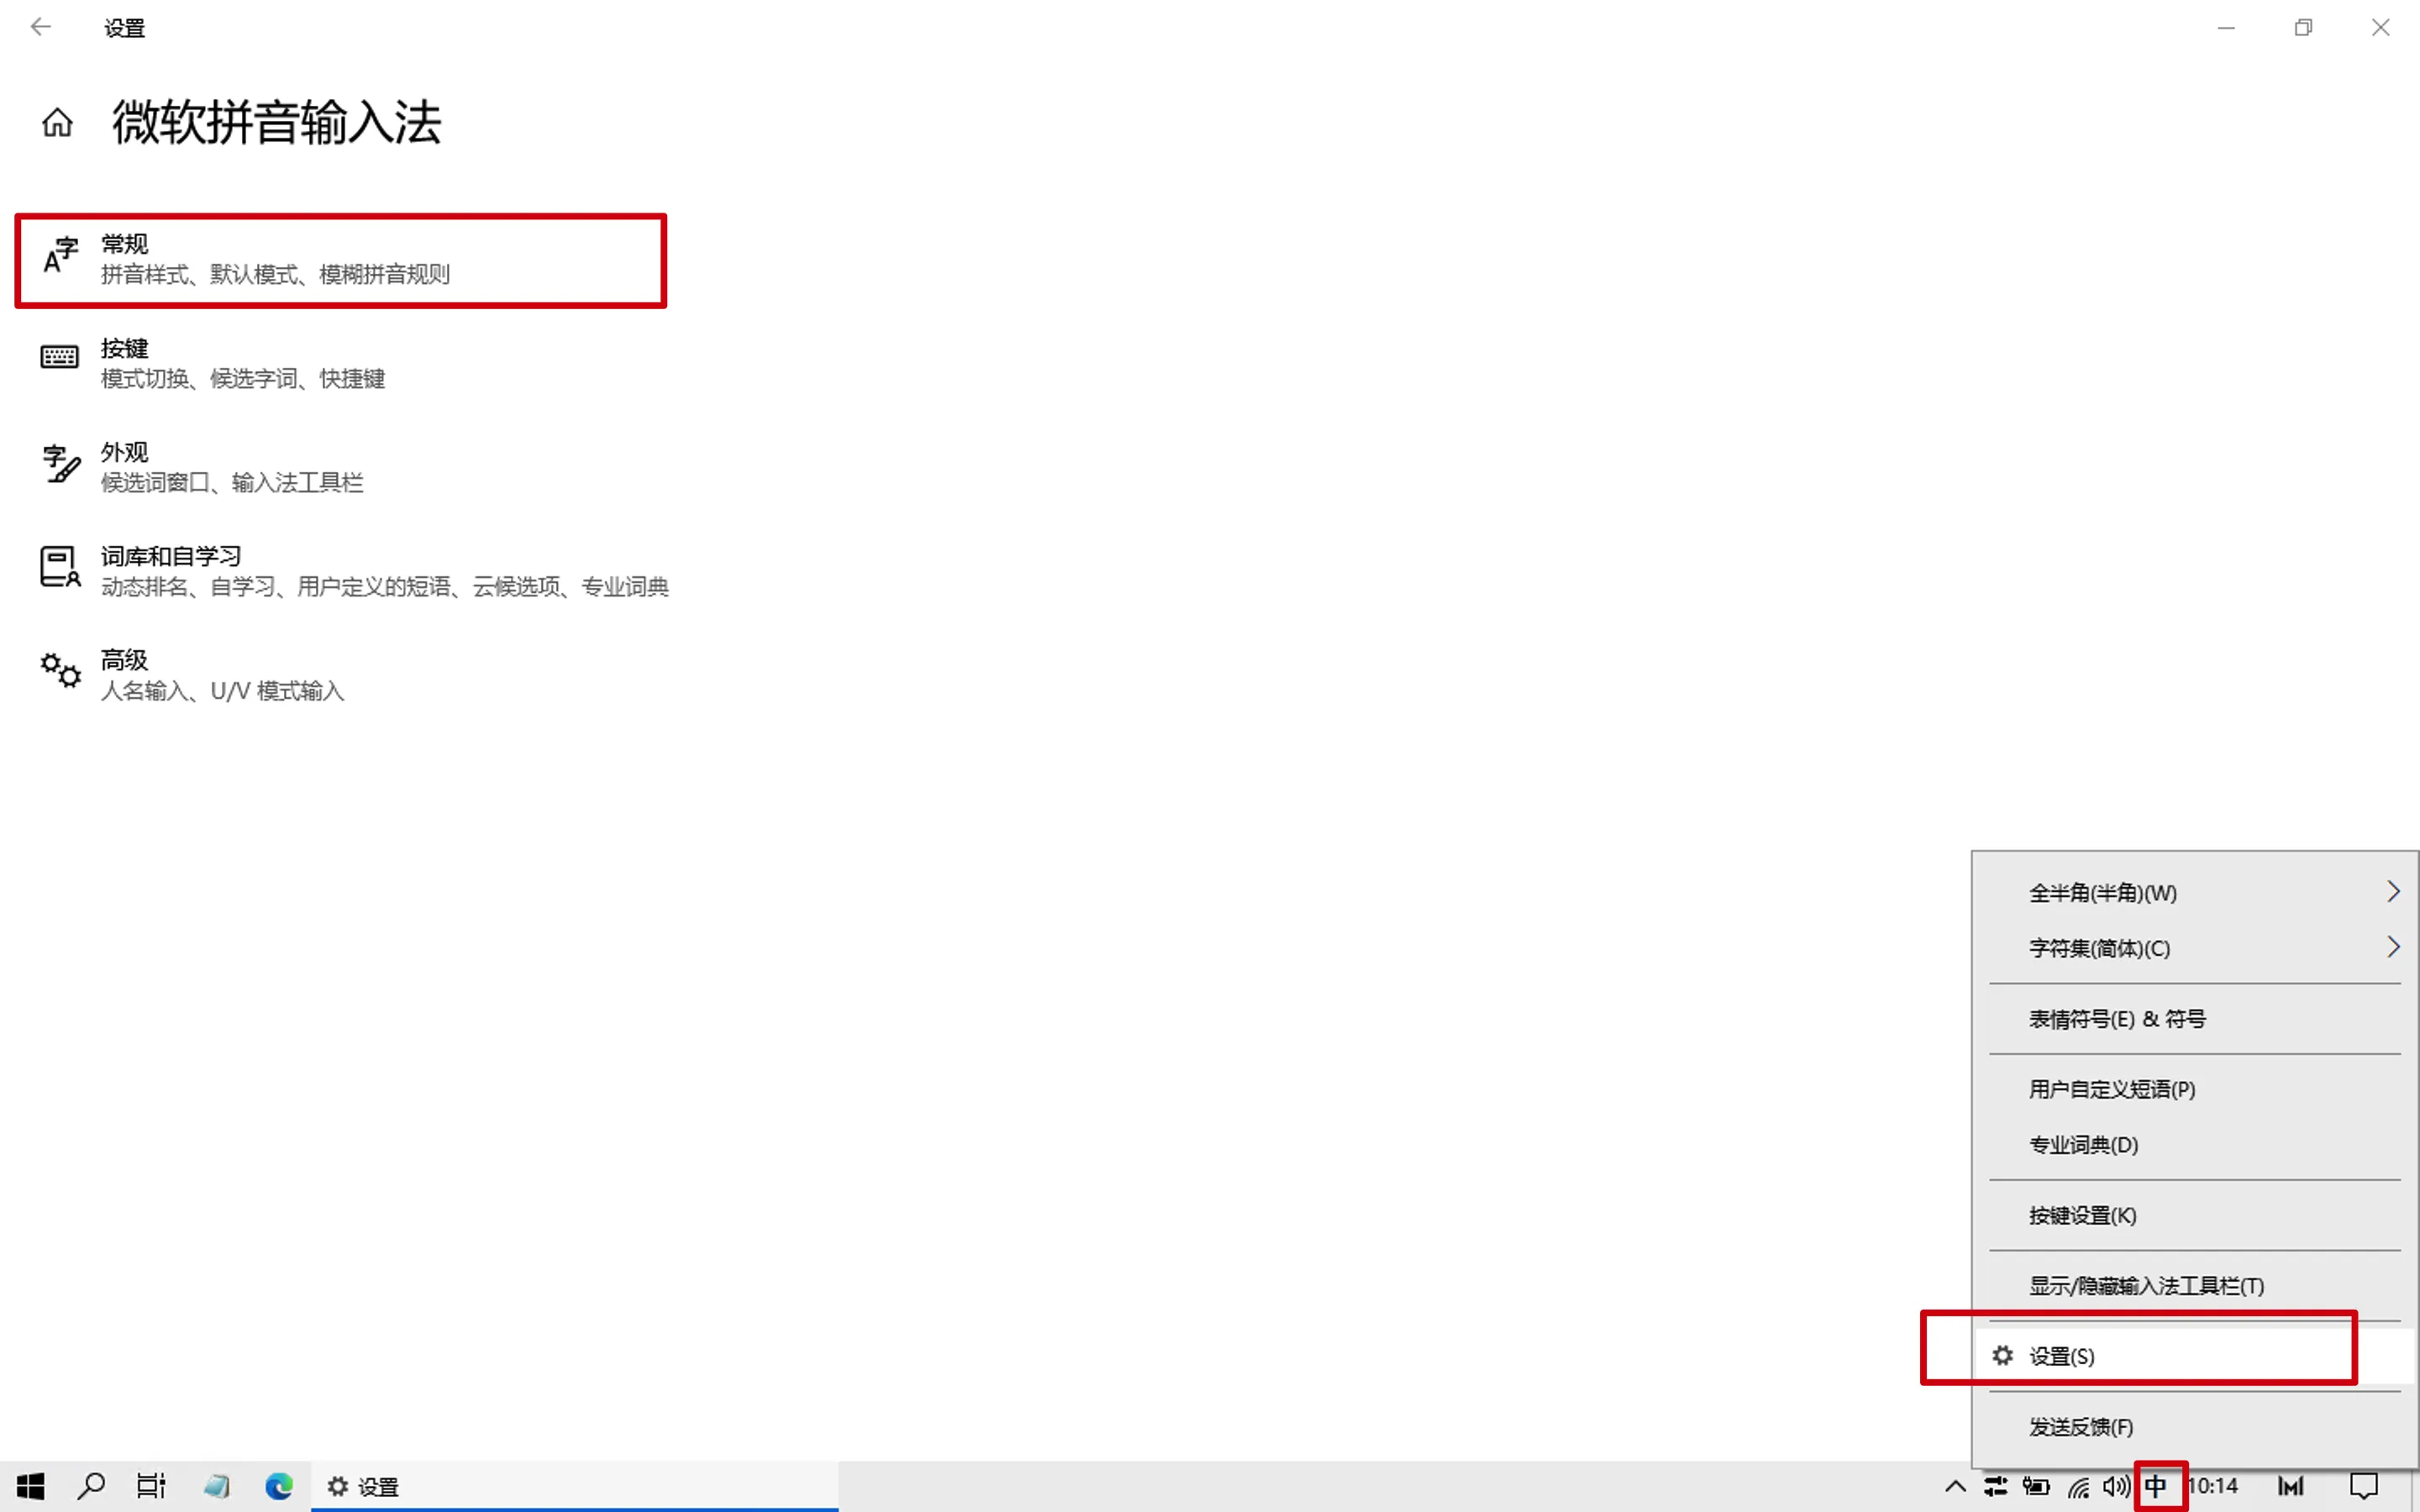 设置
微软拼音输入法
常规
拼音样式、默认模式、模糊拼音规则
按键
模式切换、候选字词、快捷键
外观
候选词窗口、输入法工具栏
词库和自学习
动态排名、自学习、用户定义的短语、云候选项、专业词典
高级
人名输入、U/V 模式输入
全半角(半角)(W)
字符集(简体)(C)
表情符号(E) & 符号
用户自定义短语(P)
专业词典(D)
按键设置(K)
显示/隐藏输入法工具栏(T)
设置(S)
发送反馈(F)
设置
中
10:14